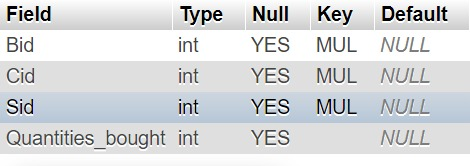 Field Type Null Key Default
Bid int YES MUL NULL
Cid int YES MUL NULL
Sid int YES MUL NULL
Quantities_bought int YES NULL